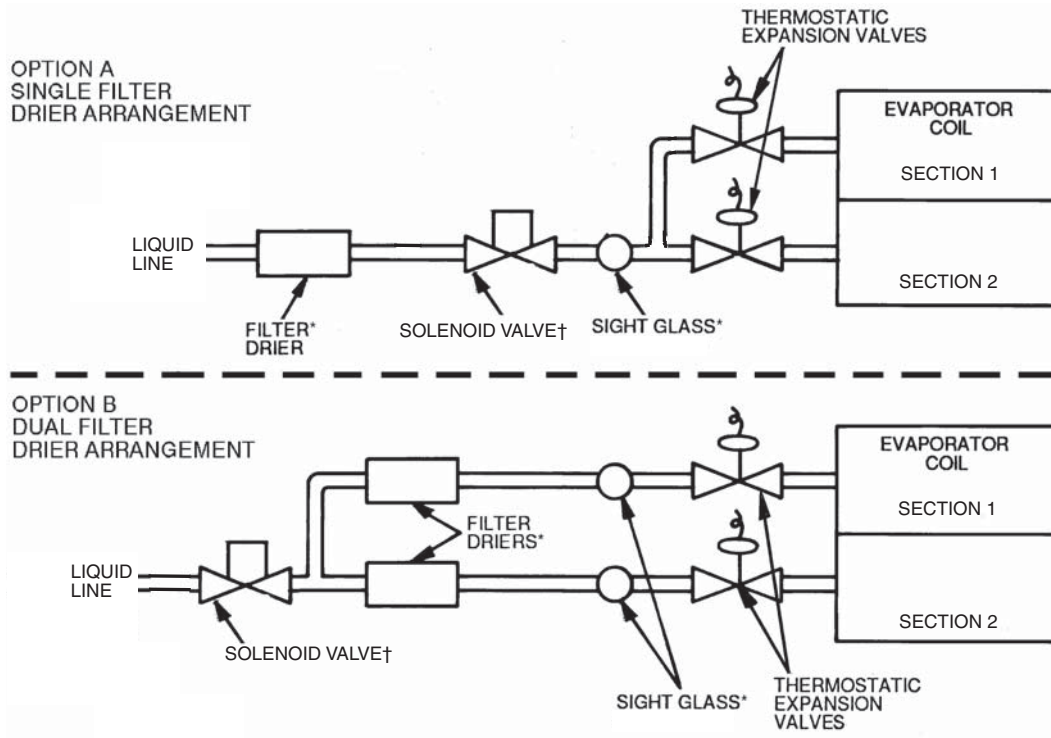 THERMOSTATIC
EXPANSION VALVES
OPTION A
SINGLE FILTER
DRIER ARRANGEMENT
EVAPORATOR
COIL
SECTION 1
LIQUID
LINE
SECTION 2
FILTER*
DRIER
SOLENOID VALVE†
SIGHT GLASS*
OPTION B
DUAL FILTER
DRIER ARRANGEMENT
EVAPORATOR
COIL
SECTION 1
FILTER
DRIERS*
LIQUID
LINE
SECTION 2
SOLENOID VALVE†
SIGHT GLASS*
THERMOSTATIC
EXPANSION
VALVES